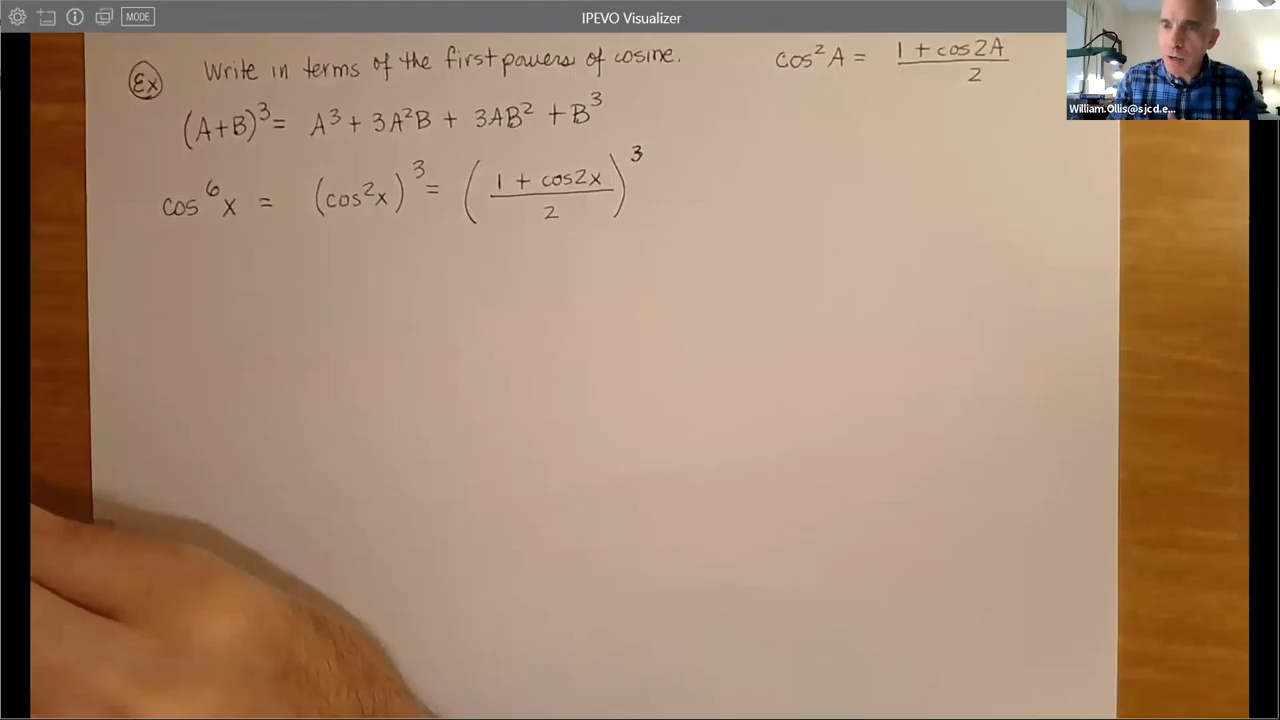 MODE
IPEVO Visualizer
Ex Write in terms of the first powers of cosine.
cos²A = (1 + cos2A)/2
William.Ollis@sjcd.e...
(A+B)³ = A³ + 3A²B + 3AB² + B³
cos⁶x = (cos²x)³ = ((1 + cos2x)/2)³